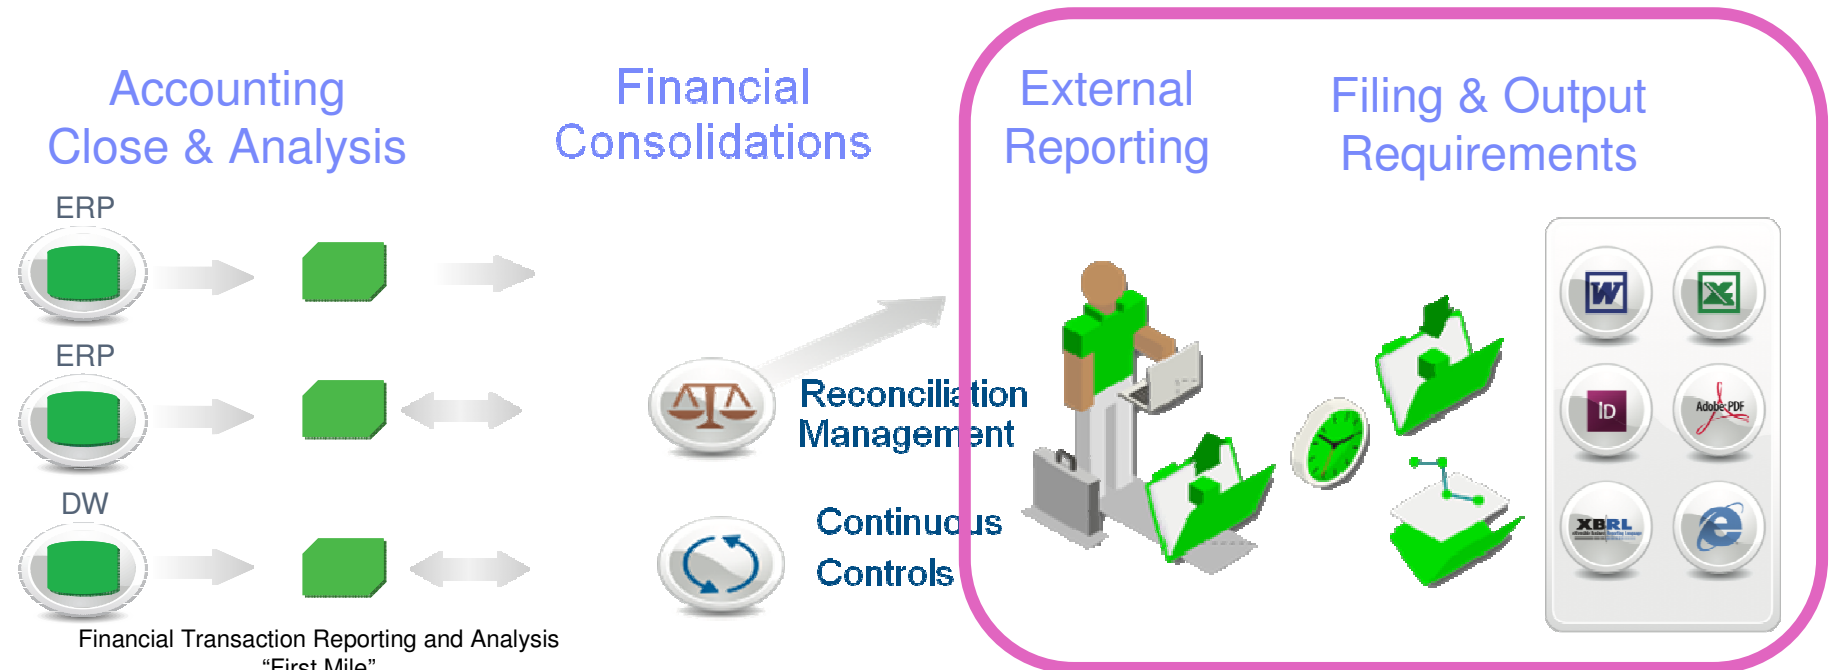 Accounting
Close & Analysis
Financial
Consolidations
External
Reporting
Filing & Output
Requirements
ERP
ERP
DW
Reconciliation
Management
Continuous
Controls
W
X
ID
Adobe PDF
XBRL
e
Financial Transaction Reporting and Analysis
“First Mile”